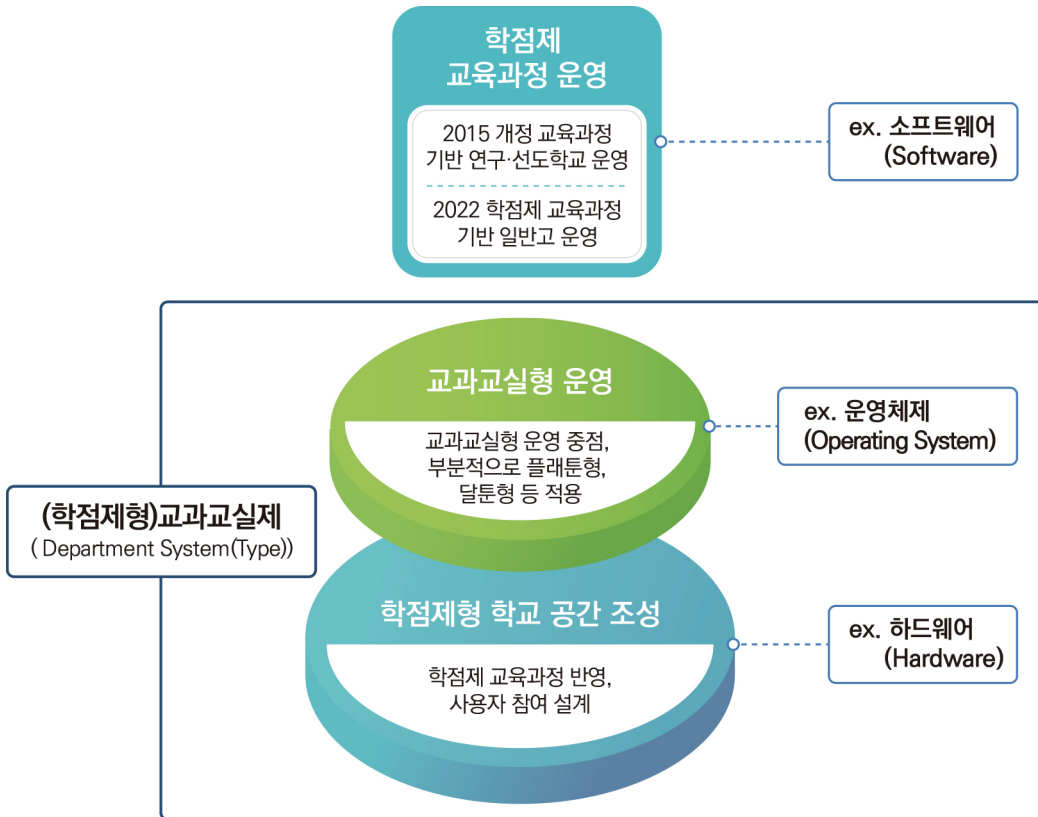 학점제
교육과정 운영
2015 개정 교육과정
기반 연구·선도학교 운영
2022 학점제 교육과정
기반 일반고 운영
ex. 소프트웨어
(Software)
교과교실형 운영
교과교실형 운영 중점,
부분적으로 플래툰형,
달튼형 등 적용
ex. 운영체제
(Operating System)
(학점제형)교과교실제
( Department System(Type))
학점제형 학교 공간 조성
학점제 교육과정 반영,
사용자 참여 설계
ex. 하드웨어
(Hardware)